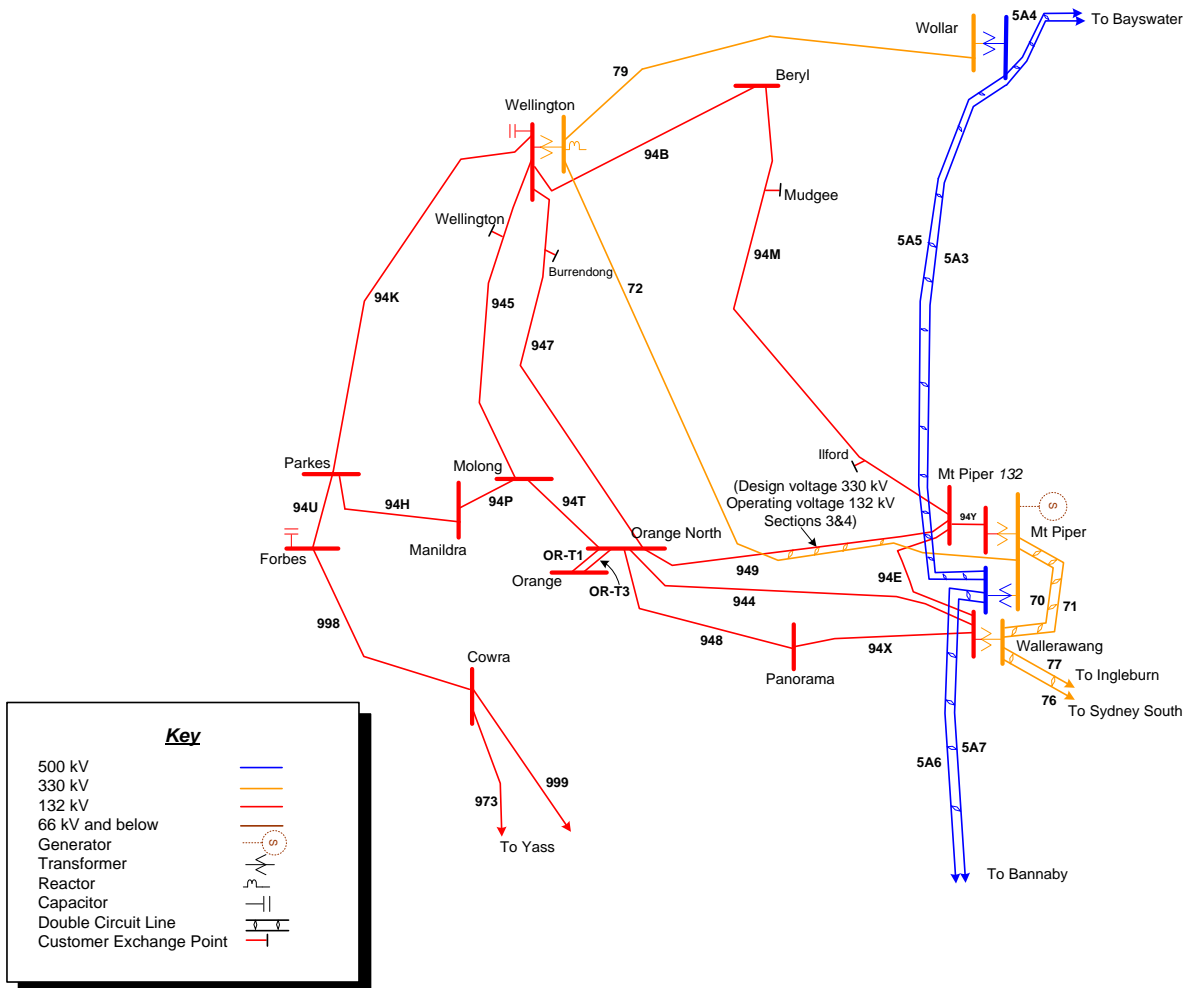 5A4
To Bayswater
Wollar
79
Beryl
Wellington
94B
Mudgee
Wellington
5A5
5A3
Burrendong
94M
72
94K
945
947
Ilford
Parkes
Molong
(Design voltage 330 kV
Operating voltage 132 kV
Sections 3&4)
Mt Piper 132
S
94U
94H
94P
94T
94Y
Mt Piper
Manildra
Orange North
Forbes
OR-T1
Orange
OR-T3
949
94E
944
70
71
998
948
94X
Wallerawang
Panorama
77
To Ingleburn
76
To Sydney South
Cowra
5A7
5A6
999
973
To Yass
To Bannaby
Key
500 kV
330 kV
132 kV
66 kV and below
Generator
S
Transformer
Reactor
Capacitor
Double Circuit Line
Customer Exchange Point